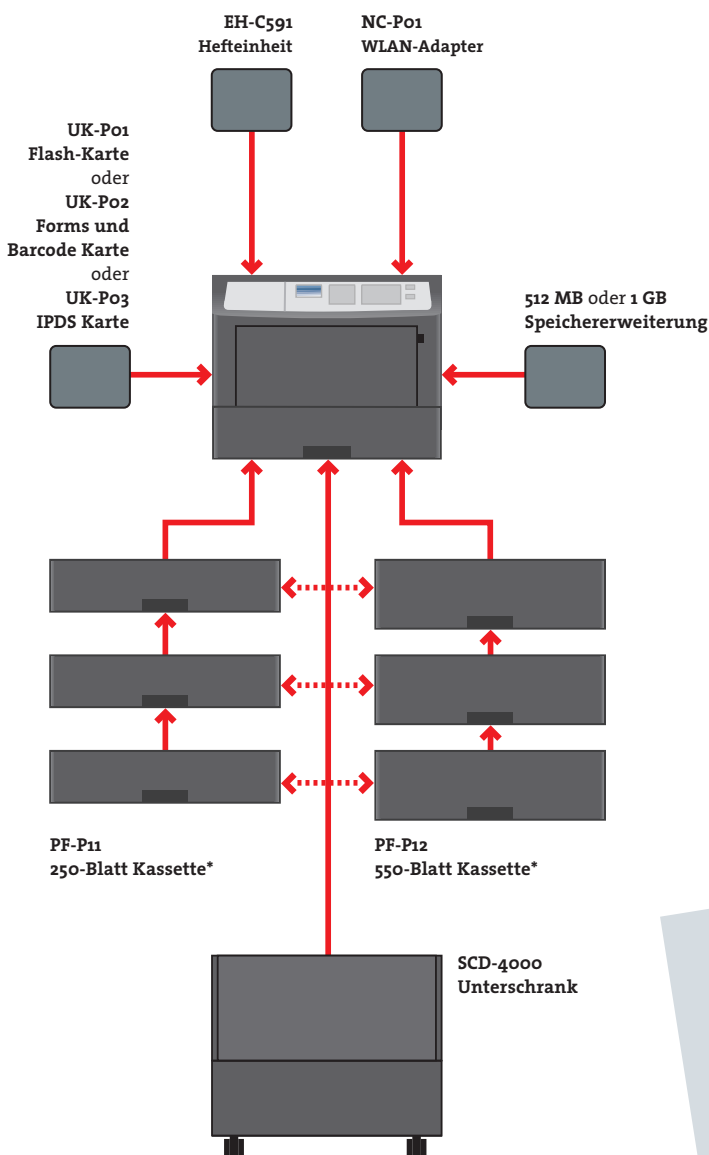 EH-C591
Hefteinheit
NC-P01
WLAN-Adapter
UK-P01
Flash-Karte
oder
UK-P02
Forms und
Barcode Karte
oder
UK-P03
IPDS Karte
512 MB oder 1 GB
Speichererweiterung
PF-P11
250-Blatt Kassette*
PF-P12
550-Blatt Kassette*
SCD-4000
Unterschrank